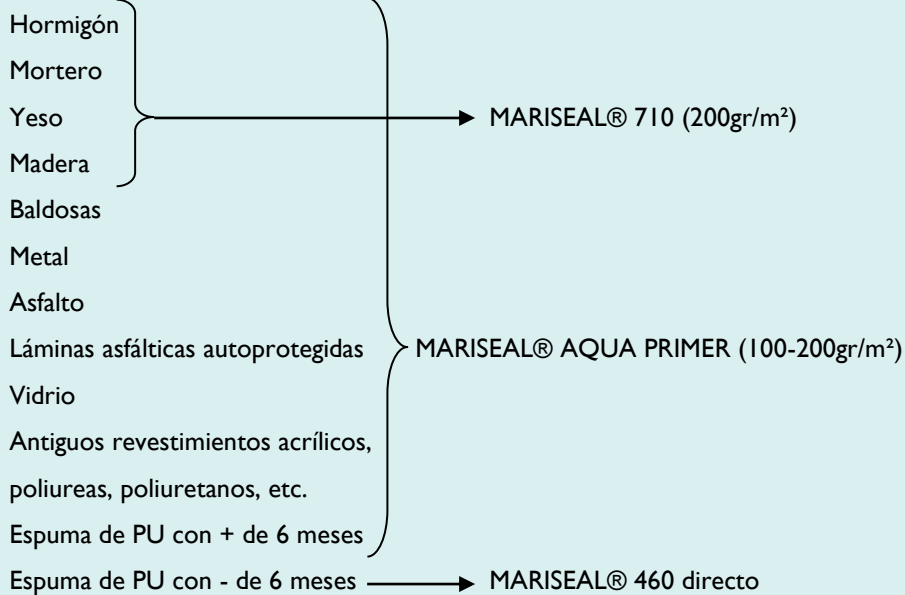 Hormigón
Mortero
Yeso
MARISEAL® 710 (200gr/m²)
Madera
Baldosas
Metal
Asfalto
Láminas asfálticas autoprotegidas
MARISEAL® AQUA PRIMER (100-200gr/m²)
Vidrio
Antiguos revestimientos acrílicos,
poliureas, poliuretanos, etc.
Espuma de PU con + de 6 meses
Espuma de PU con - de 6 meses
MARISEAL® 460 directo